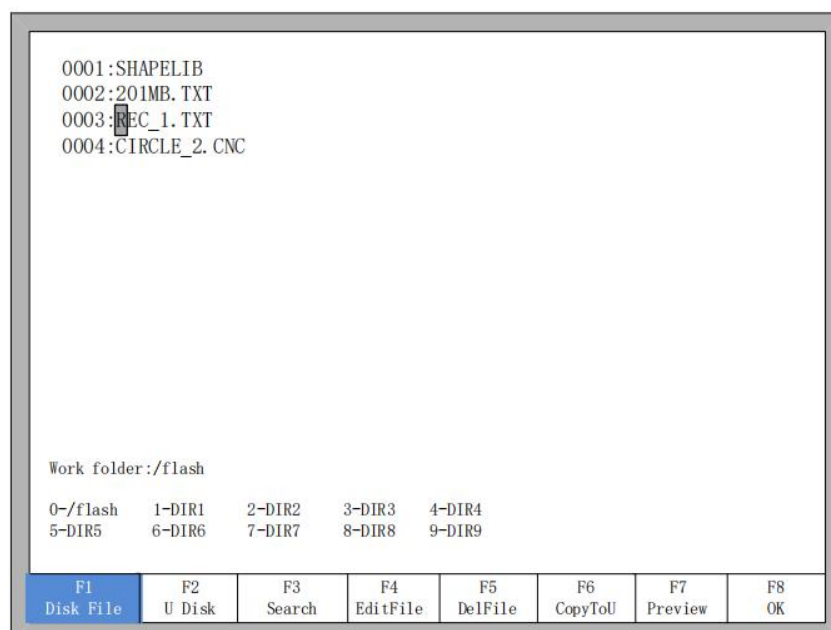 0001:SHAPELIB
0002:201MB.TXT
0003:REC_1.TXT
0004:CIRCLE_2.CNC
Work folder:/flash
0-/flash 1-DIR1 2-DIR2 3-DIR3 4-DIR4
5-DIR5 6-DIR6 7-DIR7 8-DIR8 9-DIR9
F1 F2 F3 F4 F5 F6 F7 F8
Disk File U Disk Search EditFile DelFile CopyToU Preview OK